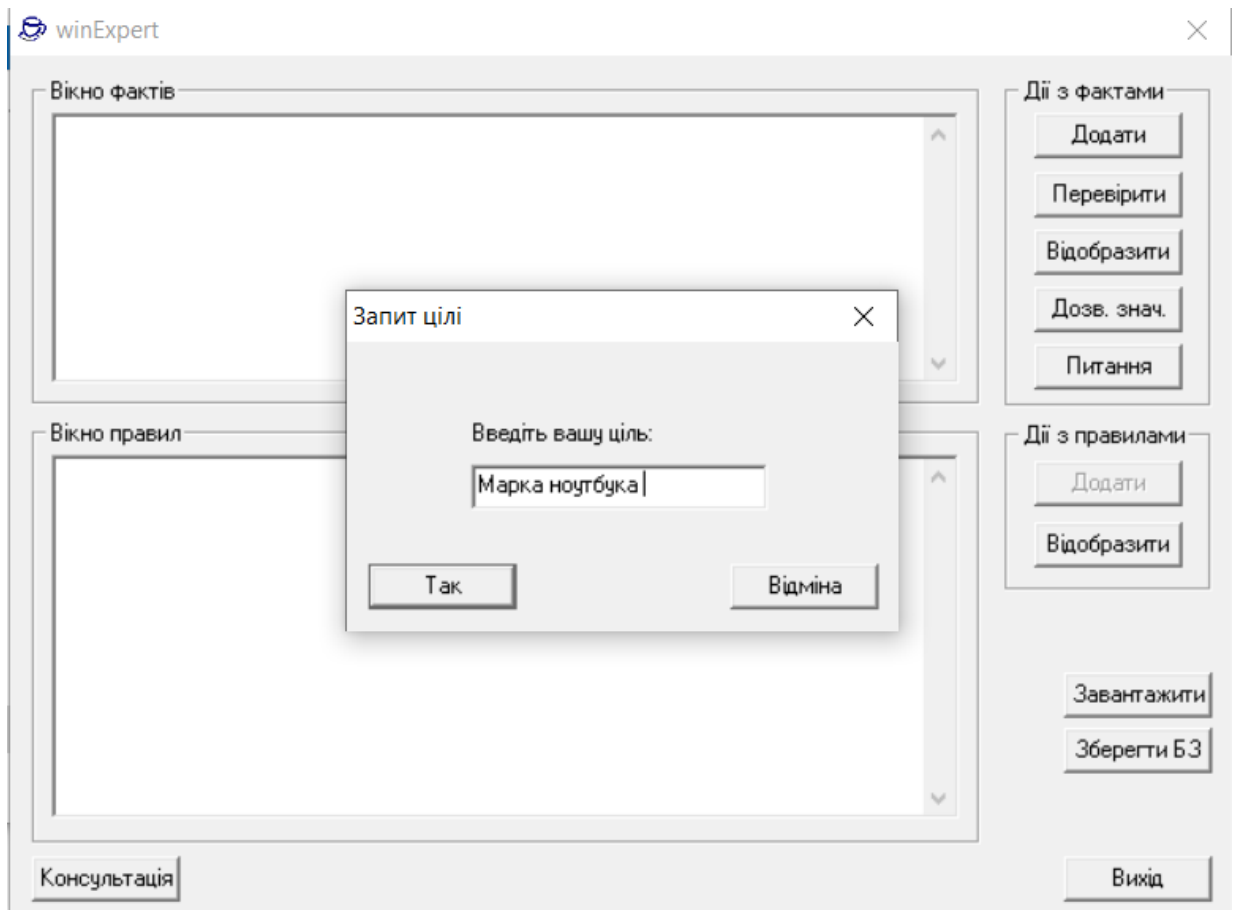 winExpert
Вікно фактів
Дії з фактами
Додати
Перевірити
Відобразити
Дозв. знач.
Питання
Запит цілі
Введіть вашу ціль:
Марка ноутбука
Так
Відміна
Вікно правил
Дії з правилами
Додати
Відобразити
Завантажити
Зберегти БЗ
Консультація
Вихід